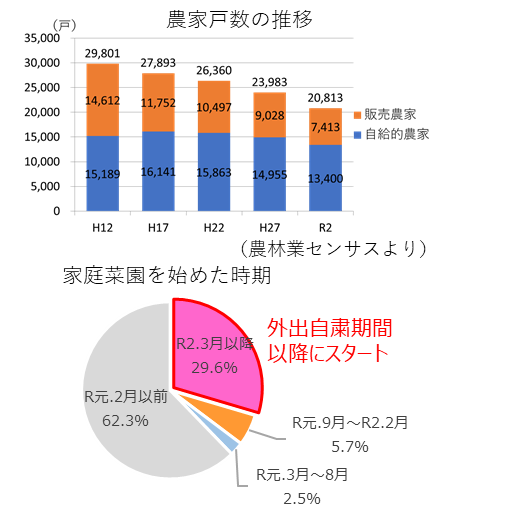 農家戸数の推移
（戸）
35,000
30,000
25,000
20,000
15,000
10,000
5,000
0
29,801
27,893
26,360
23,983
20,813
14,612
11,752
10,497
9,028
7,413
15,189
16,141
15,863
14,955
13,400
H12
H17
H22
H27
R2
販売農家
自給的農家
（農林業センサスより）
家庭菜園を始めた時期
外出自粛期間
以降にスタート
R2.3月以降
29.6%
R元.2月以前
62.3%
R元.9月～R2.2月
5.7%
R元.3月～8月
2.5%